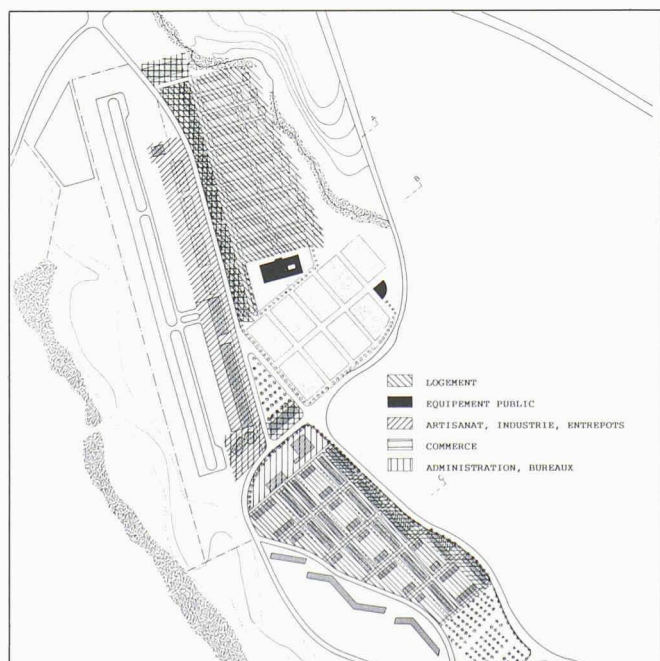 A
B
LOGEMENT
EQUIPEMENT PUBLIC
ARTISANAT, INDUSTRIE, ENTREPOTS
COMMERCE
ADMINISTRATION, BUREAUX
C